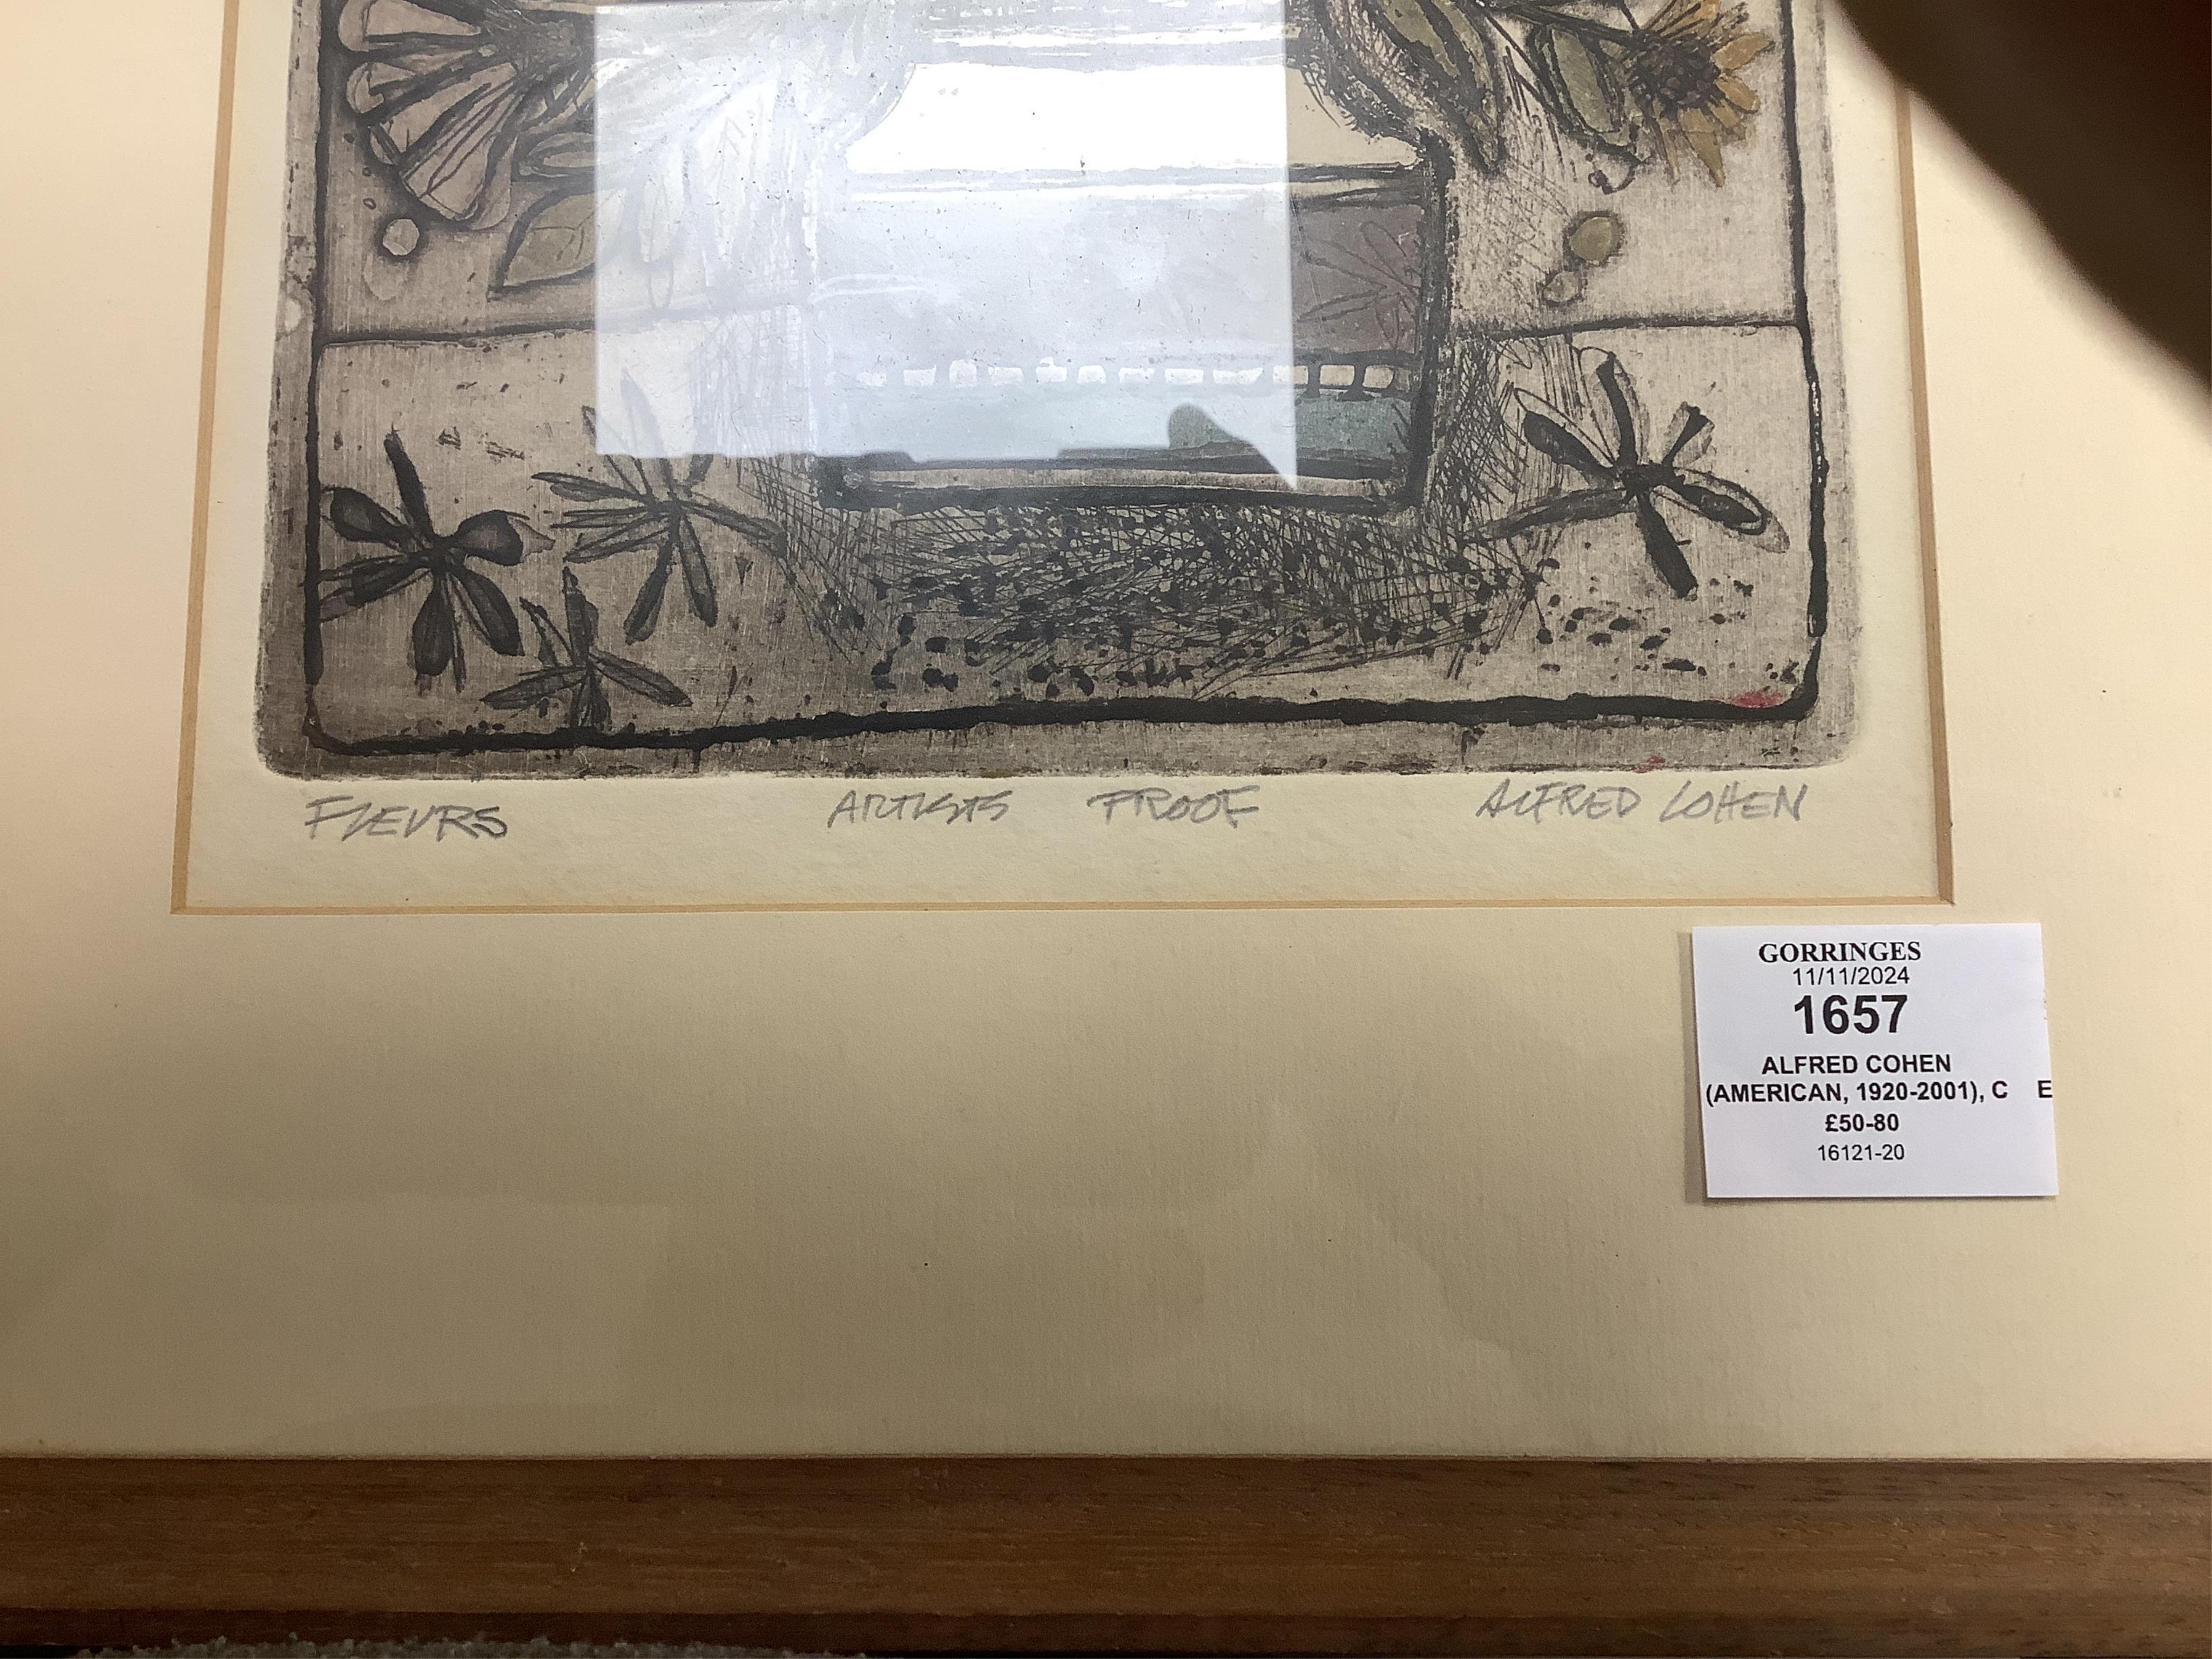 FLEURS ARTISTS PROOF ALFRED COHEN
GORRINGES
11/11/2024
1657
ALFRED COHEN
(AMERICAN, 1920-2001), C E
£50-80
16121-20